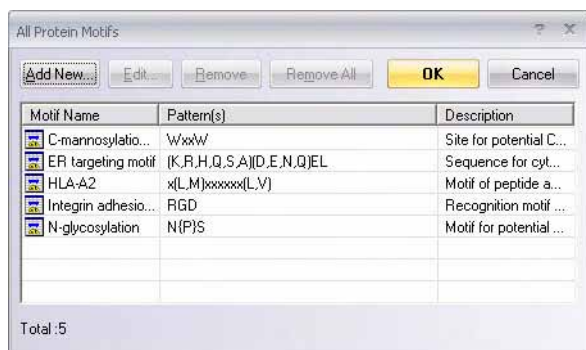 All Protein Motifs
Add New... Edit... Remove Remove All OK Cancel
Motif Name Pattern(s) Description
C-mannosylatio... WxxW Site for potential C...
ER targeting motif (K,R,H,Q,S,A)(D,E,N,Q)EL Sequence for cyt...
HLA-A2 x(L,M)xxxxxx(L,V) Motif of peptide a...
Integrin adhesio... RGD Recognition motif ...
N-glycosylation N{P}S Motif for potential ...
Total :5